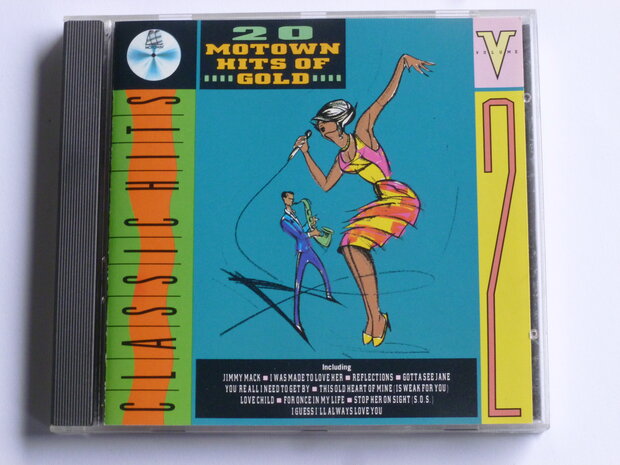 20
MOTOWN
HITS OF
GOLD
V
VOLUME
2
CLASSIC HITS
Including
JIMMY MACK ■ I WAS MADE TO LOVE HER ■ REFLECTIONS ■ GOTTA SEE JANE
YOU RE ALL I NEED TO GET BY ■ THIS OLD HEART OF MINE (IS WEAK FOR YOU)
LOVE CHILD ■ FOR ONCE IN MY LIFE ■ STOP HER ON SIGHT (S.O.S.)
I GUESS I LL ALWAYS LOVE YOU